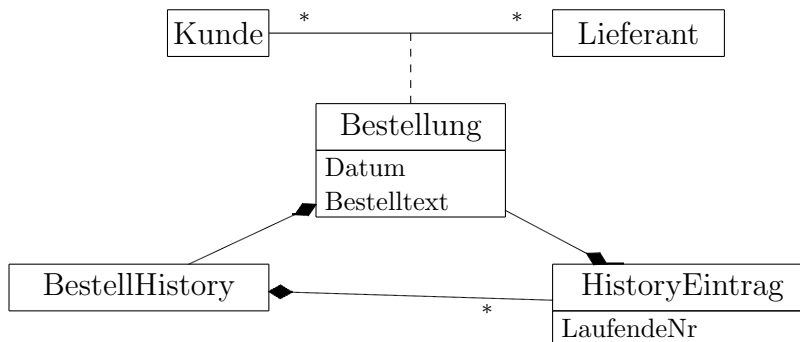 Kunde * * Lieferant
Bestellung
Datum
Bestelltext
BestellHistory * HistoryEintrag
LaufendeNr